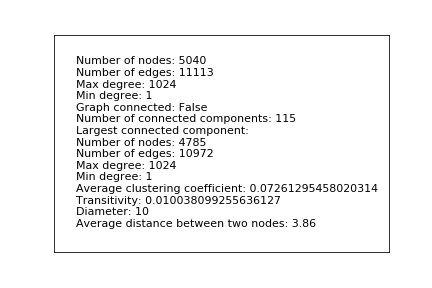 Number of nodes: 5040
Number of edges: 11113
Max degree: 1024
Min degree: 1
Graph connected: False
Number of connected components: 115
Largest connected component:
Number of nodes: 4785
Number of edges: 10972
Max degree: 1024
Min degree: 1
Average clustering coefficient: 0.07261295458020314
Transitivity: 0.010038099255636127
Diameter: 10
Average distance between two nodes: 3.86